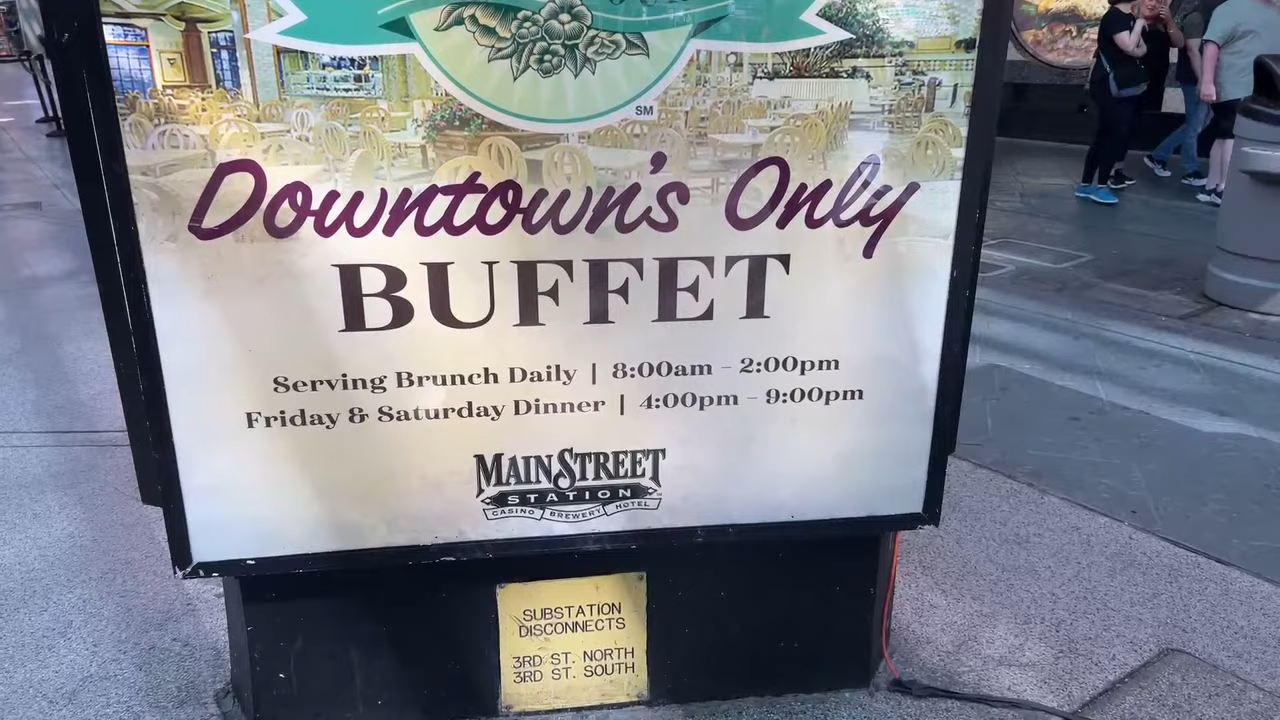 SM
Downtown's Only
BUFFET
Serving Brunch Daily | 8:00am - 2:00pm
Friday & Saturday Dinner | 4:00pm - 9:00pm
MAIN STREET
STATION
CASINO BREWERY HOTEL
SUBSTATION
DISCONNECTS
3RD ST. NORTH
3RD ST. SOUTH